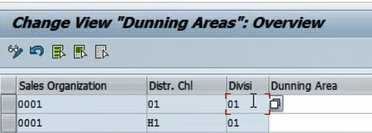 Change View "Dunning Areas": Overview
Sales Organization Distr. Chl Divisi Dunning Area
0001 01 01
0001 H1 01